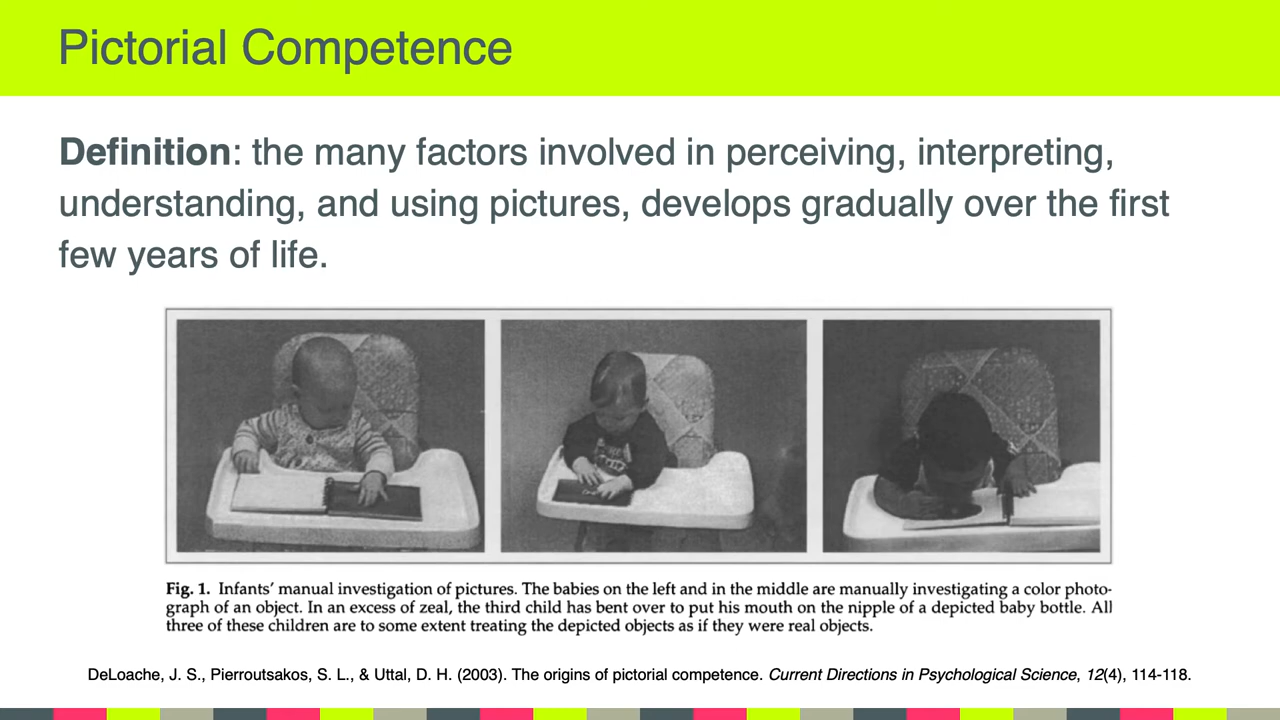 Pictorial Competence
Definition: the many factors involved in perceiving, interpreting,
understanding, and using pictures, develops gradually over the first
few years of life.
Fig. 1. Infants' manual investigation of pictures. The babies on the left and in the middle are manually investigating a color photo-
graph of an object. In an excess of zeal, the third child has bent over to put his mouth on the nipple of a depicted baby bottle. All
three of these children are to some extent treating the depicted objects as if they were real objects.
DeLoache, J. S., Pierroutsakos, S. L., & Uttal, D. H. (2003). The origins of pictorial competence. Current Directions in Psychological Science, 12(4), 114-118.